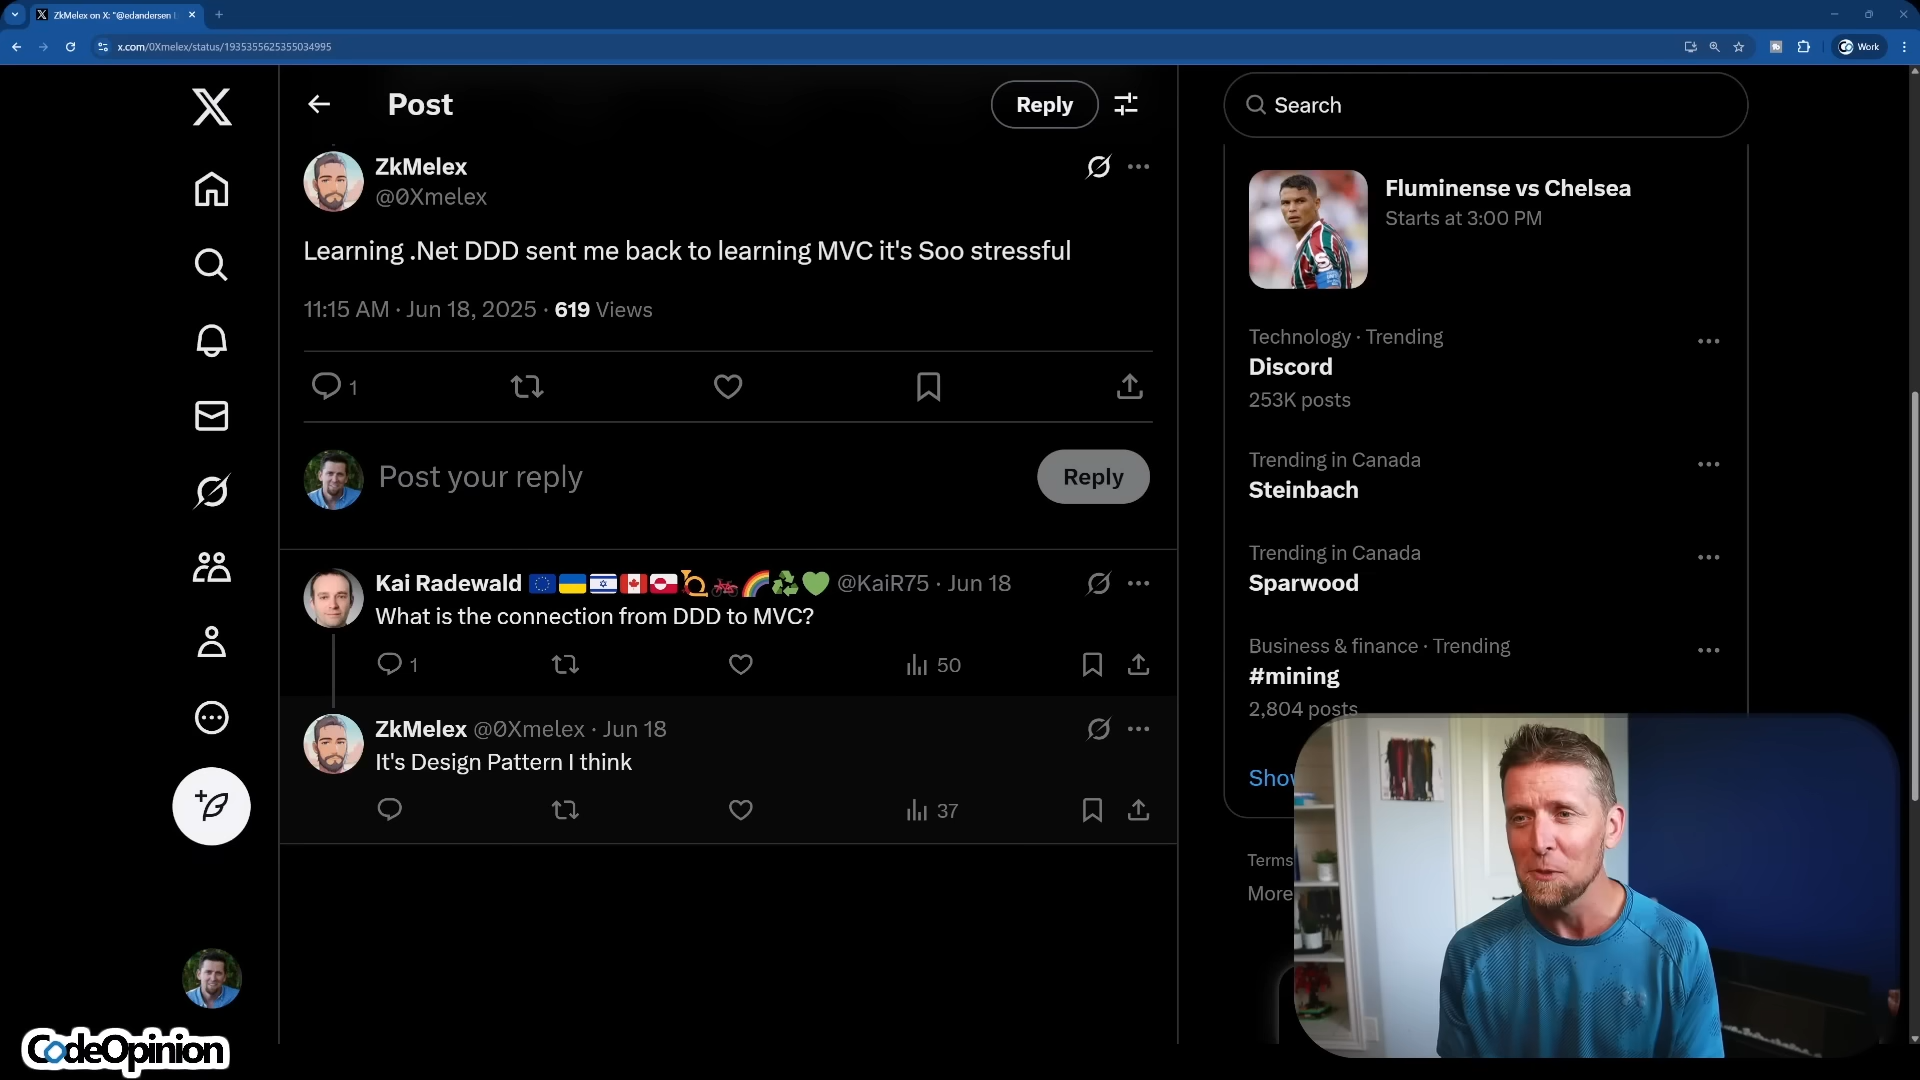 ZkMelex on X: "@edandersen
x.com/0Xmelex/status/1935355625355034995
Work
Post
Reply
Search
ZkMelex
@0Xmelex
Learning .Net DDD sent me back to learning MVC it's Soo stressful
11:15 AM · Jun 18, 2025 · 619 Views
1
Post your reply
Reply
Kai Radewald @KaiR75 · Jun 18
What is the connection from DDD to MVC?
1
50
ZkMelex @0Xmelex · Jun 18
It's Design Pattern I think
37
Fluminense vs Chelsea
Starts at 3:00 PM
Technology · Trending
Discord
253K posts
Trending in Canada
Steinbach
Trending in Canada
Sparwood
Business & finance · Trending
#mining
2,804 posts
Show
Terms
More
CodeOpinion